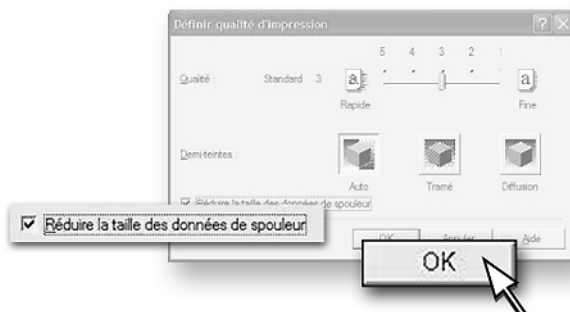 Définir qualité d'impression
5 4 3 2 1
Qualité : Standard 3
Rapide Fine
Demi-teintes :
Auto Tramé Diffusion
Réduire la taille des données de spouleur
Réduire la taille des données de spouleur
OK Annuler Aide
OK